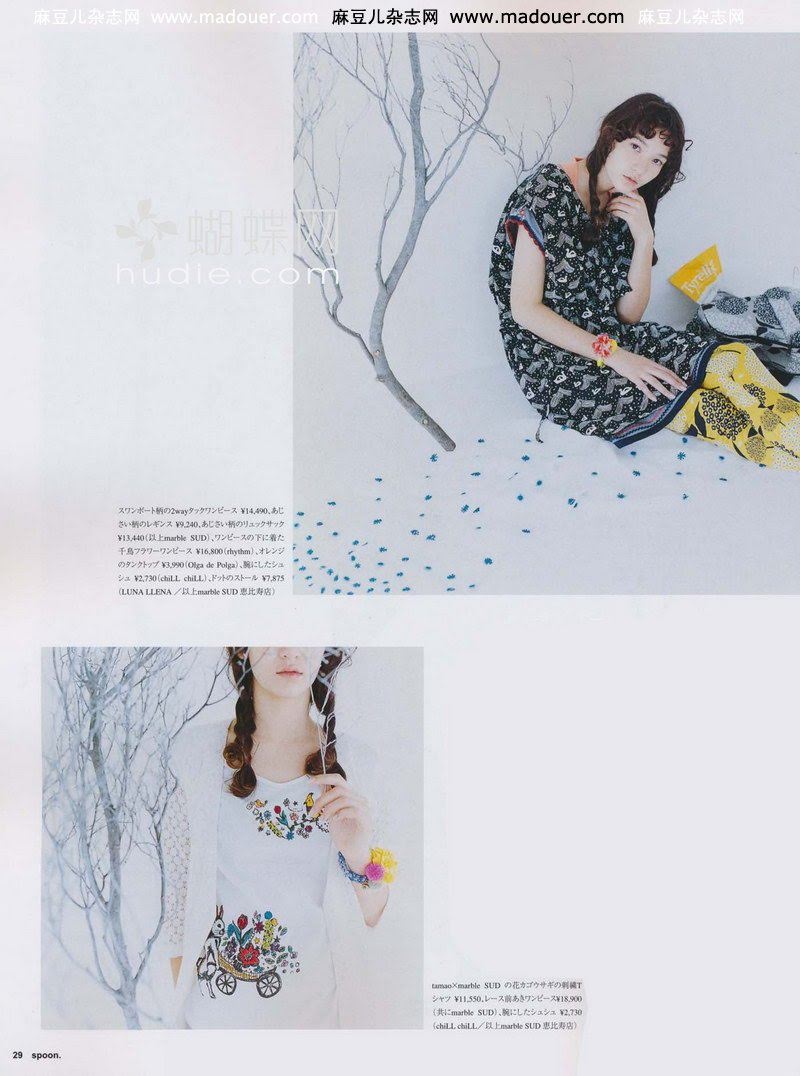 麻豆儿杂志网 www.madouer.com 麻豆儿杂志网 www.madouer.com 麻豆儿杂志网
蝴蝶网
hudie.com
Tyrells
スワンボート柄の2wayタックワンピース ¥14,490、あじ
さい柄のレギンス ¥9,240、あじさい柄のリュックサック
¥13,440（以上marble SUD）、ワンピースの下に着た
千鳥フラワーワンピース ¥16,800（rhythm）、オレンジ
のタンクトップ ¥3,990（Olga de Polga）、腕にしたシュ
シュ ¥2,730（chiLL chiLL）、ドットのストール ¥7,875
（LUNA LLENA ／以上marble SUD 恵比寿店）
tamao×marble SUD の花カゴウサギの刺繍T
シャツ ¥11,550、レース前あきワンピース¥18,900
（共にmarble SUD）、腕にしたシュシュ ¥2,730
（chiLL chiLL／以上marble SUD 恵比寿店）
29 spoon.